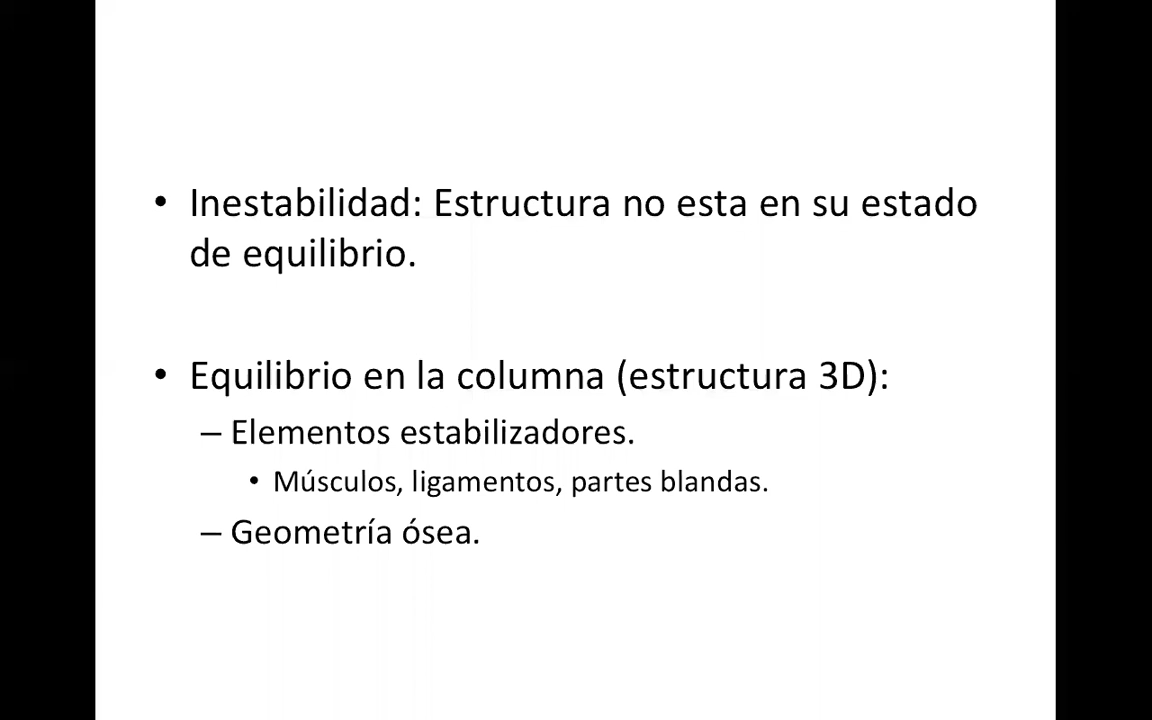 • Inestabilidad: Estructura no esta en su estado
de equilibrio.
• Equilibrio en la columna (estructura 3D):
– Elementos estabilizadores.
• Músculos, ligamentos, partes blandas.
– Geometría ósea.